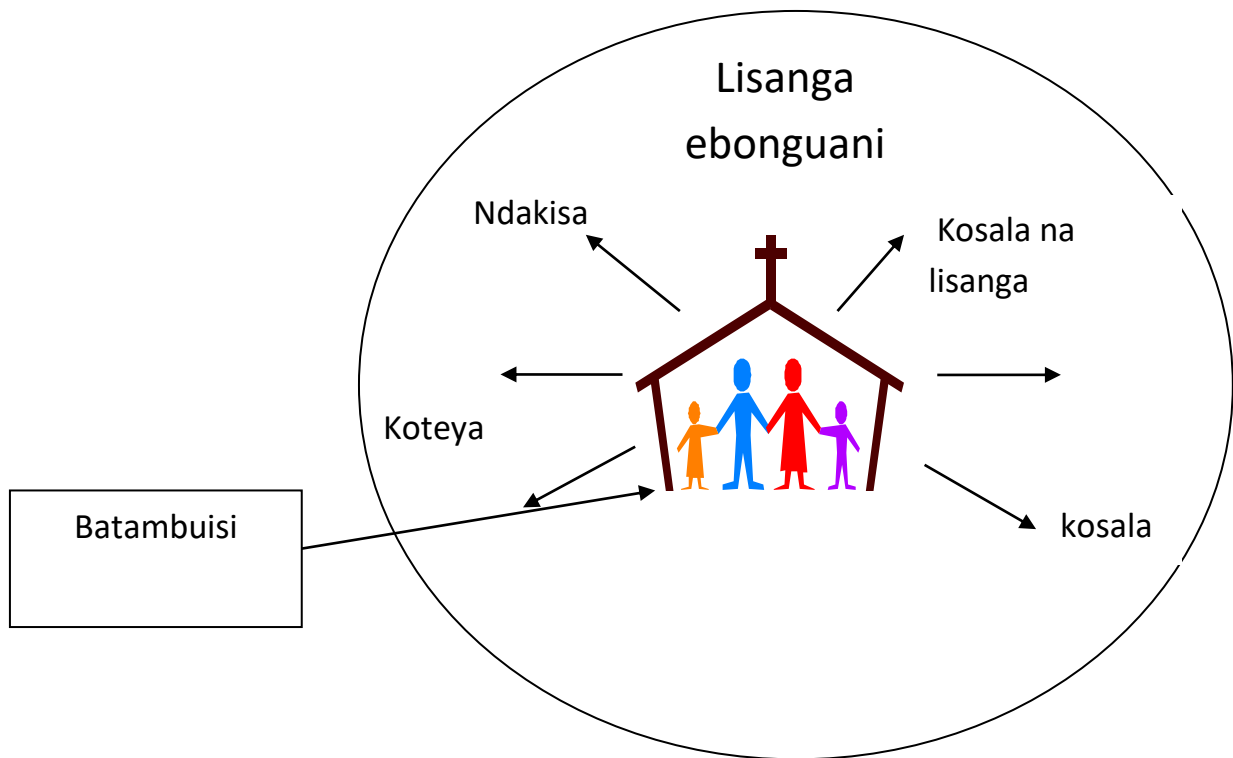 Lisanga
ebonguani
Ndakisa
Kosala na
lisanga
Koteya
Batambuisi
kosala